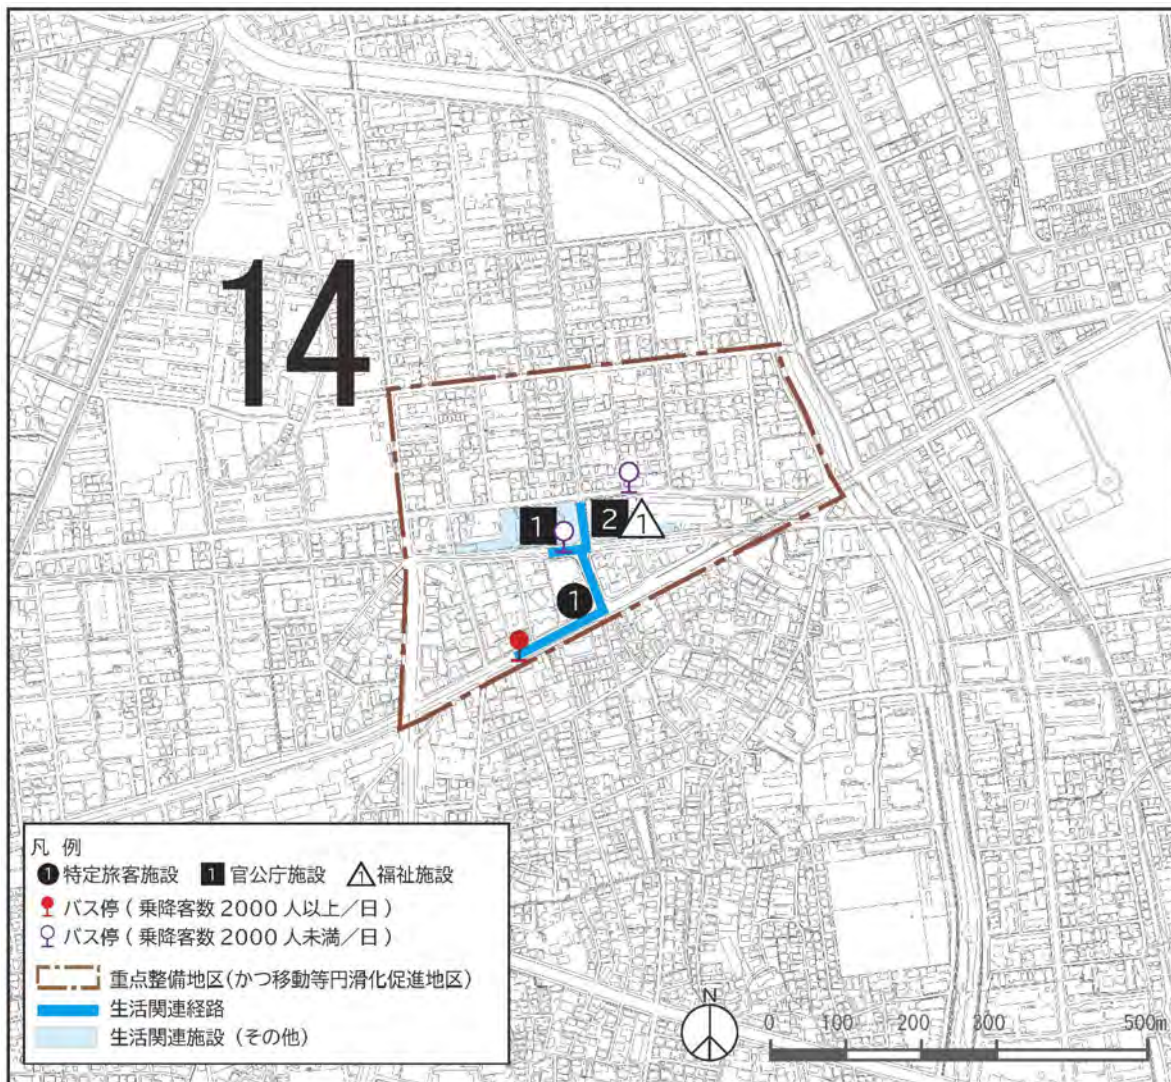 14
1
2
1
1
凡 例
1 特定旅客施設 1 官公庁施設 1 福祉施設
バス停 ( 乗降客数 2000 人以上／日 )
バス停 ( 乗降客数 2000 人未満／日 )
重点整備地区(かつ移動等円滑化促進地区)
生活関連経路
生活関連施設 (その他)
N
0 100 200 300 500m